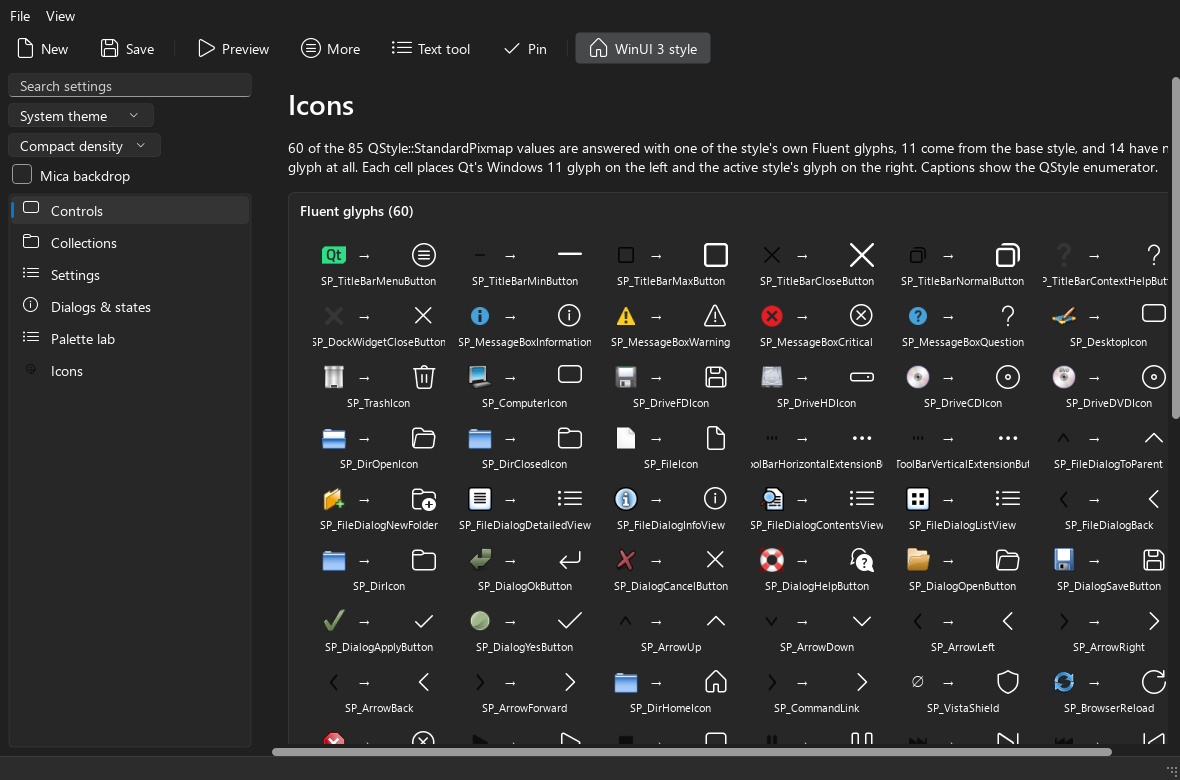 File View
New Save Preview More Text tool Pin WinUI 3 style
Search settings
System theme
Compact density
Mica backdrop
Controls
Collections
Settings
Dialogs & states
Palette lab
Icons
Icons
60 of the 85 QStyle::StandardPixmap values are answered with one of the style's own Fluent glyphs, 11 come from the base style, and 14 have
glyph at all. Each cell places Qt's Windows 11 glyph on the left and the active style's glyph on the right. Captions show the QStyle enumerator.
Fluent glyphs (60)
Qt → → → → → →
SP_TitleBarMenuButton SP_TitleBarMinButton SP_TitleBarMaxButton SP_TitleBarCloseButton SP_TitleBarNormalButton P_TitleBarContextHelpBut
→ → → → → →
SP_DockWidgetCloseButton SP_MessageBoxInformation SP_MessageBoxWarning SP_MessageBoxCritical SP_MessageBoxQuestion SP_DesktopIcon
→ → → → → →
SP_TrashIcon SP_ComputerIcon SP_DriveFDIcon SP_DriveHDIcon SP_DriveCDIcon SP_DriveDVDIcon
→ → → → → →
SP_DirOpenIcon SP_DirClosedIcon SP_FileIcon oolBarHorizontalExtensionB ToolBarVerticalExtensionBut SP_FileDialogToParent
→ → → → → →
SP_FileDialogNewFolder SP_FileDialogDetailedView SP_FileDialogInfoView SP_FileDialogContentsView SP_FileDialogListView SP_FileDialogBack
→ → → → → →
SP_DirIcon SP_DialogOkButton SP_DialogCancelButton SP_DialogHelpButton SP_DialogOpenButton SP_DialogSaveButton
→ → → → → →
SP_DialogApplyButton SP_DialogYesButton SP_ArrowUp SP_ArrowDown SP_ArrowLeft SP_ArrowRight
→ → → → → →
SP_ArrowBack SP_ArrowForward SP_DirHomeIcon SP_CommandLink SP_VistaShield SP_BrowserReload